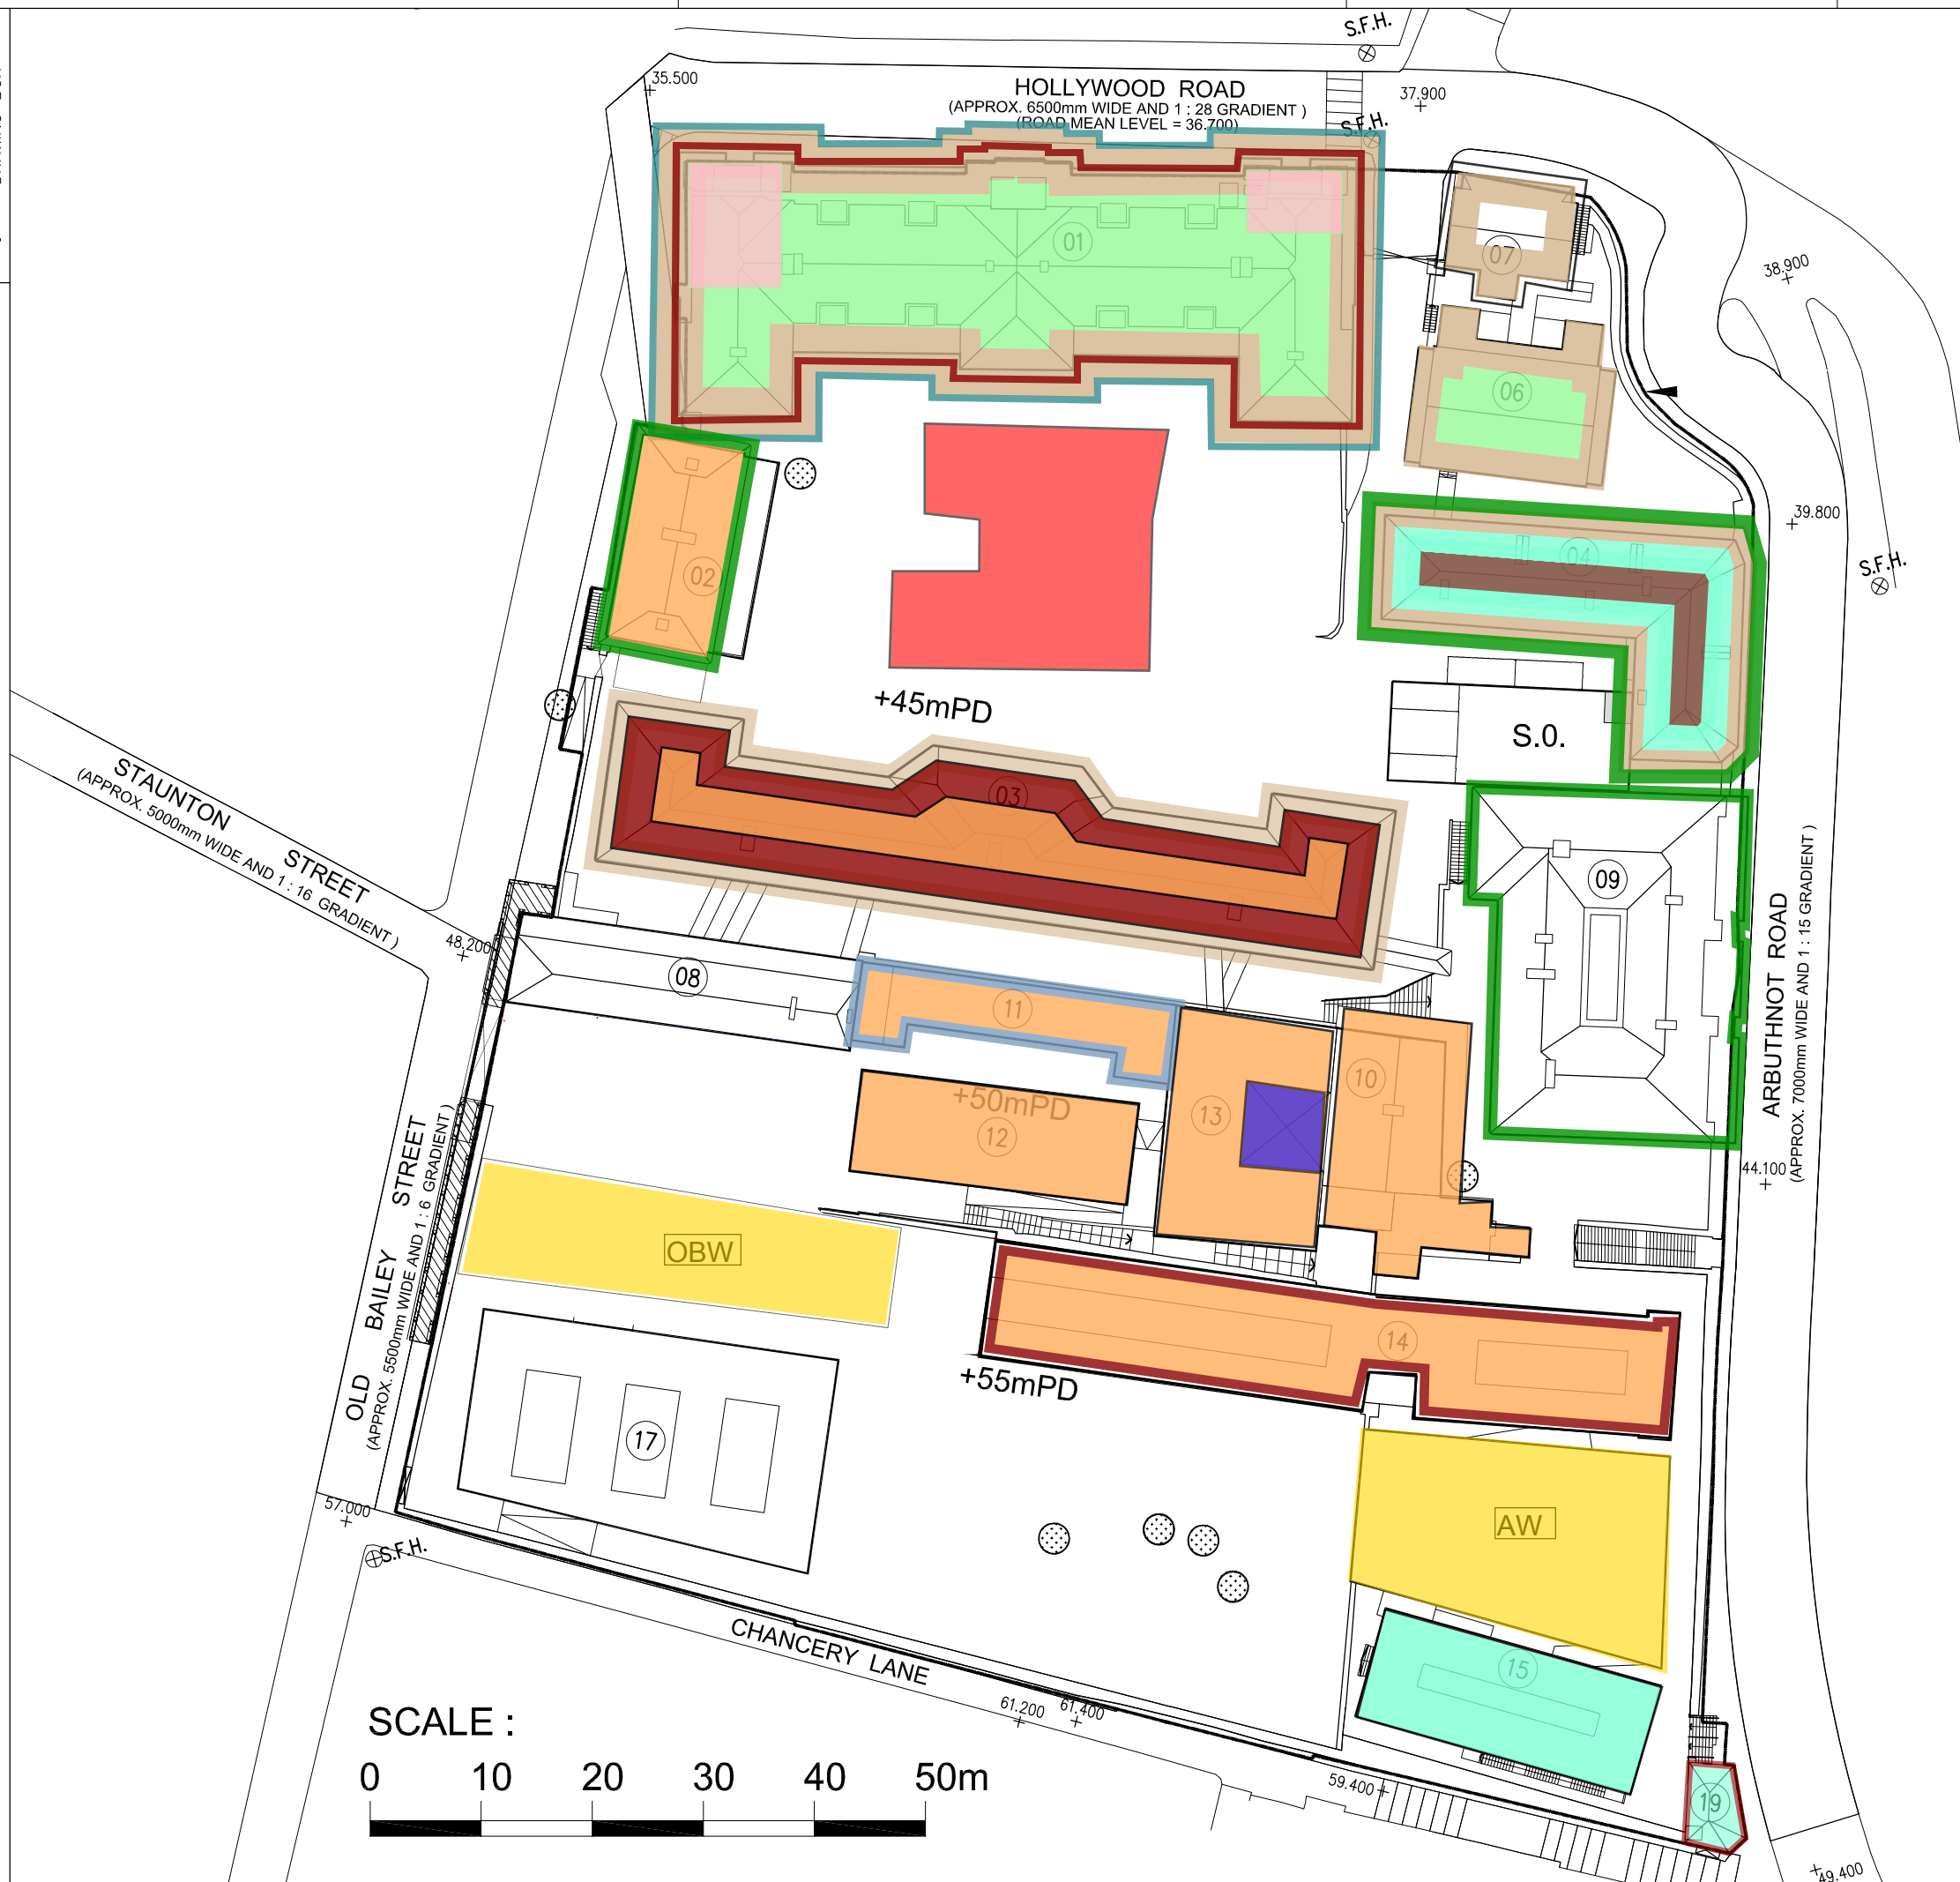 S.F.H.
35.500
HOLLYWOOD ROAD
(APPROX. 6500mm WIDE AND 1 : 28 GRADIENT )
(ROAD MEAN LEVEL = 36.700)
37.900
S.F.H.
01
07
38.900
06
39.800
04
S.F.H.
02
+45mPD
S.O.
STAUNTON STREET
(APPROX. 5000mm WIDE AND 1 : 16 GRADIENT )
03
09
48.200
08
11
10
+50mPD
13
12
ARBUTHNOT ROAD
(APPROX. 7000mm WIDE AND 1 : 15 GRADIENT )
44.100
OLD BAILEY STREET
(APPROX. 5500mm WIDE AND 1 : 6 GRADIENT )
OBW
14
+55mPD
17
57.000
S.F.H.
AW
CHANCERY LANE
15
61.200
61.400
SCALE :
0 10 20 30 40 50m
59.400
19
49.400